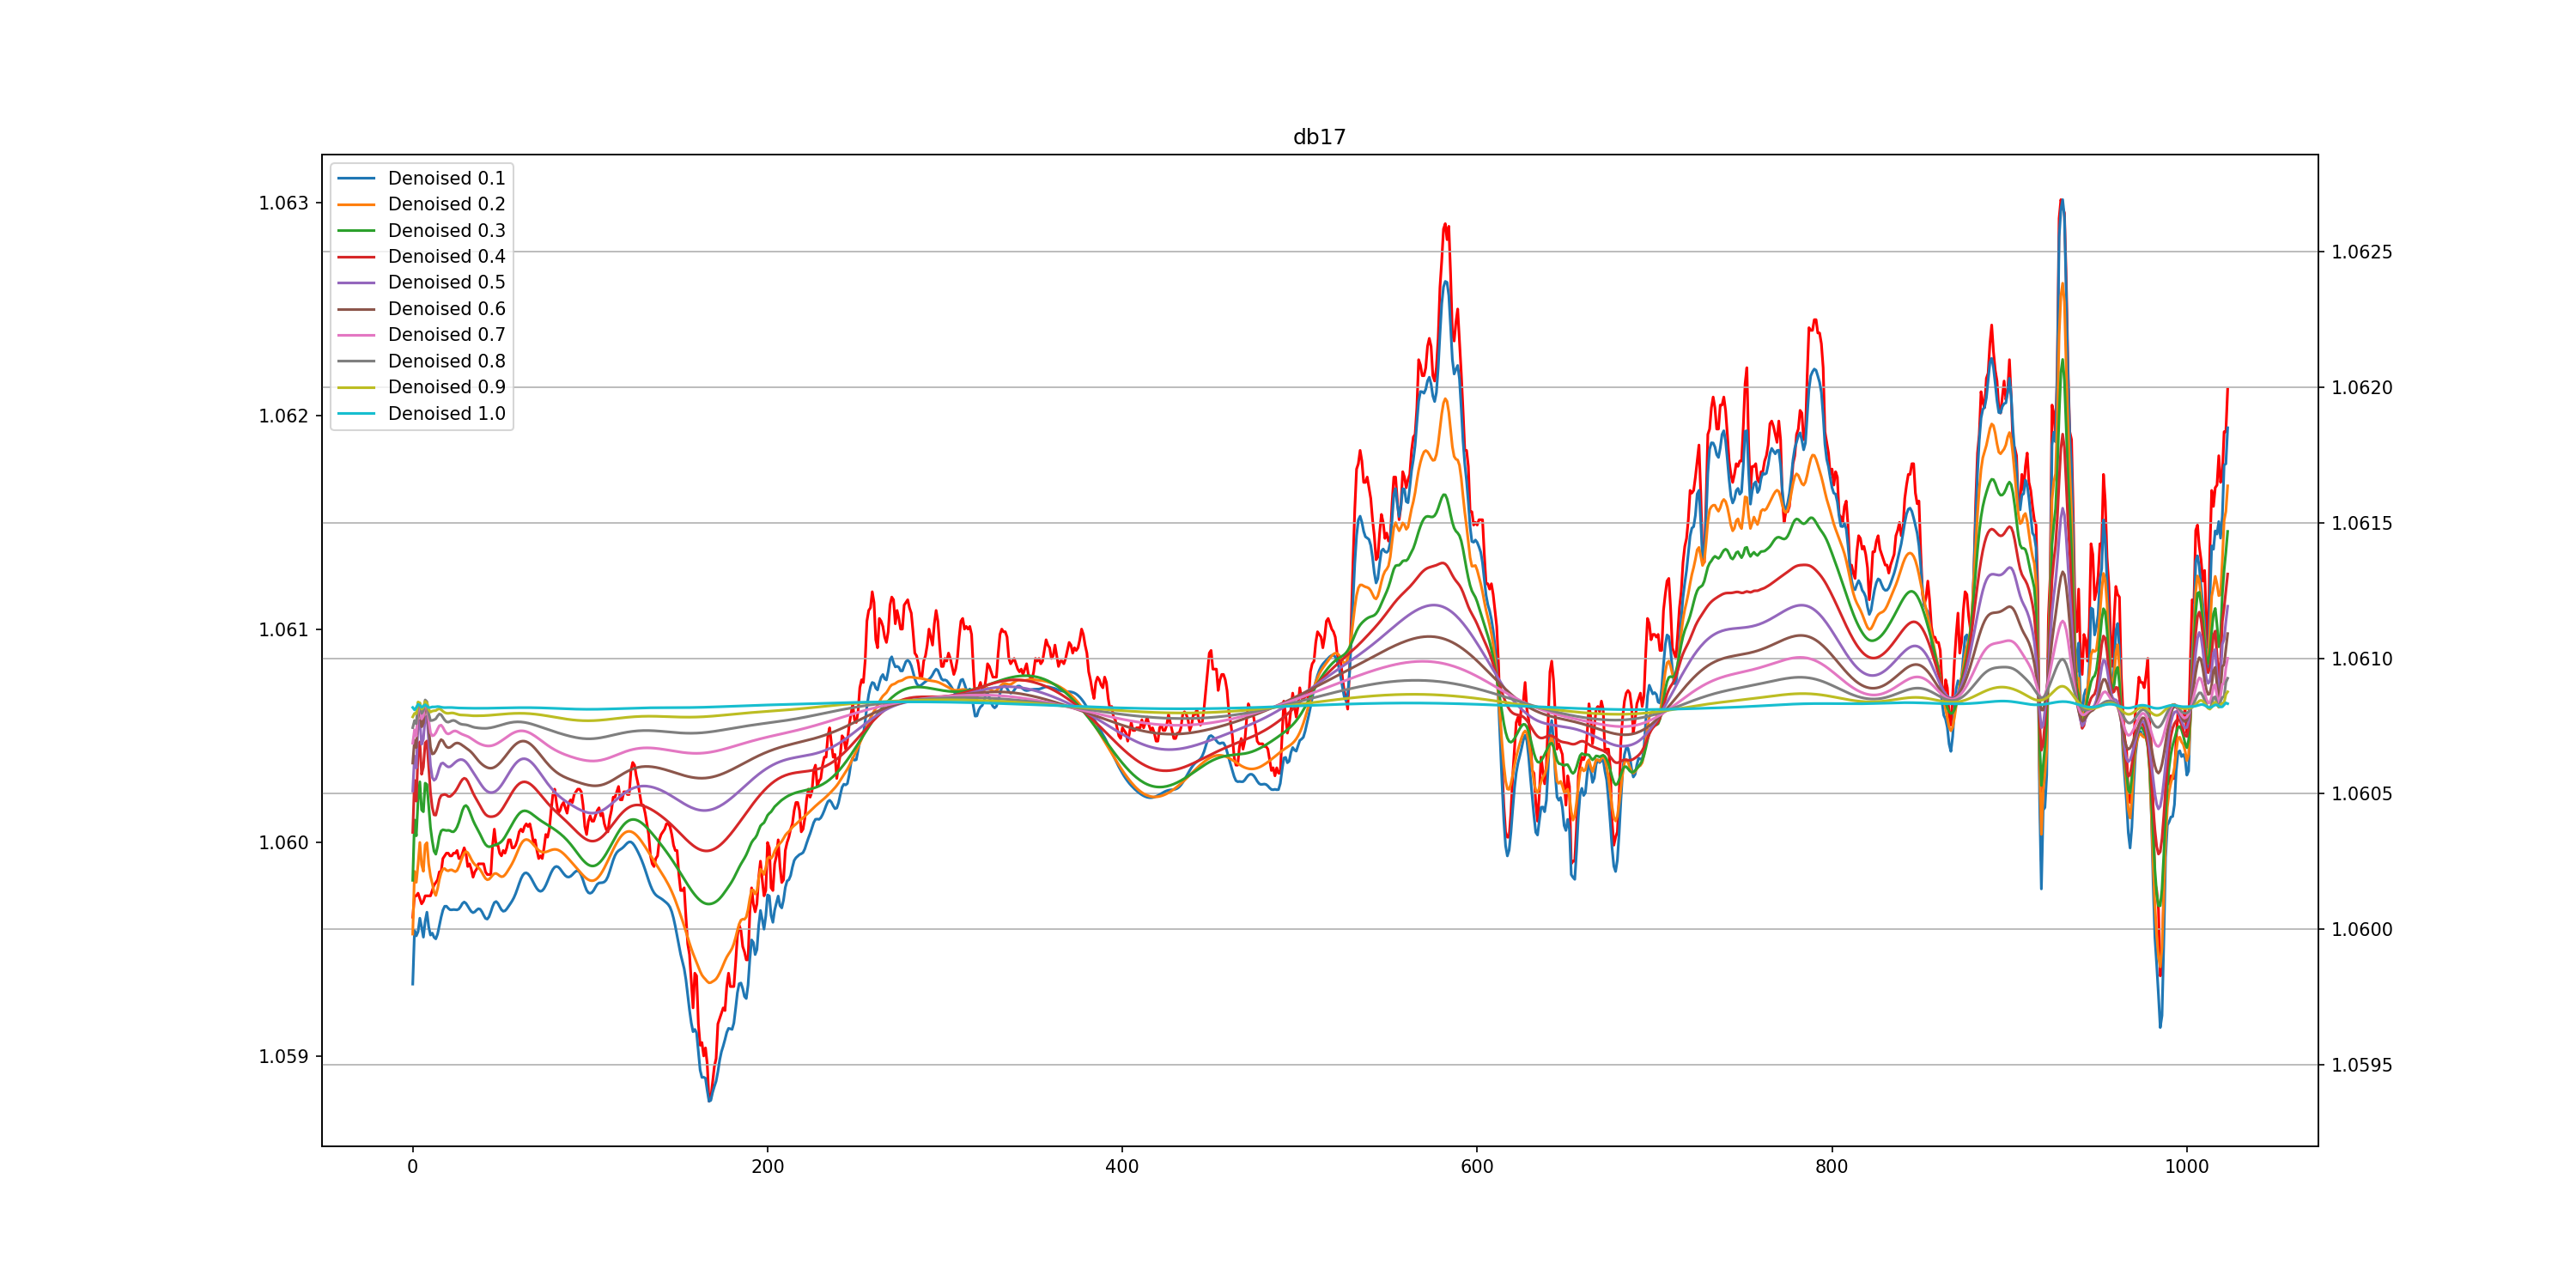 db17
Denoised 0.1
Denoised 0.2
Denoised 0.3
Denoised 0.4
Denoised 0.5
Denoised 0.6
Denoised 0.7
Denoised 0.8
Denoised 0.9
Denoised 1.0
1.063
1.062
1.061
1.060
1.059
1.0625
1.0620
1.0615
1.0610
1.0605
1.0600
1.0595
0 200 400 600 800 1000